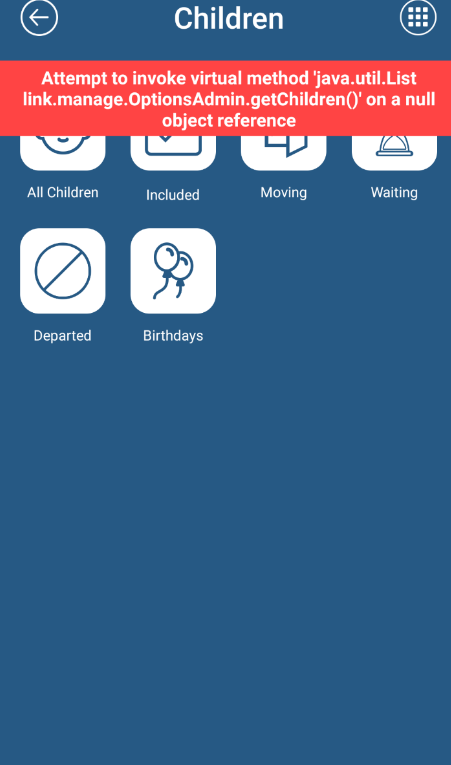 Children
Attempt to invoke virtual method 'java.util.List
link.manage.OptionsAdmin.getChildren()' on a null
object reference
All Children
Included
Moving
Waiting
Departed
Birthdays